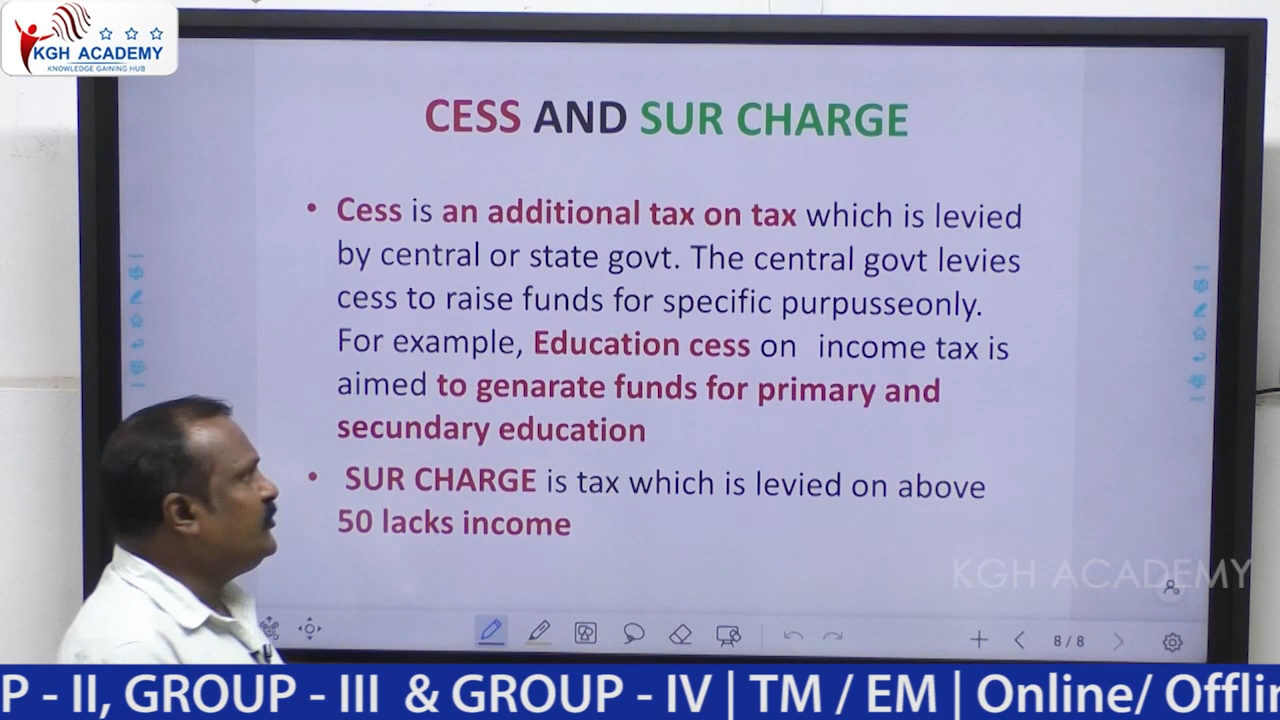 KGH ACADEMY
KNOWLEDGE GAINING HUB
CESS AND SUR CHARGE
• Cess is an additional tax on tax which is levied
by central or state govt. The central govt levies
cess to raise funds for specific purpusseonly.
For example, Education cess on income tax is
aimed to genarate funds for primary and
secundary education
• SUR CHARGE is tax which is levied on above
50 lacks income
KGH ACADEMY
8/8
P - II, GROUP - III & GROUP - IV | TM / EM | Online/ Offlin